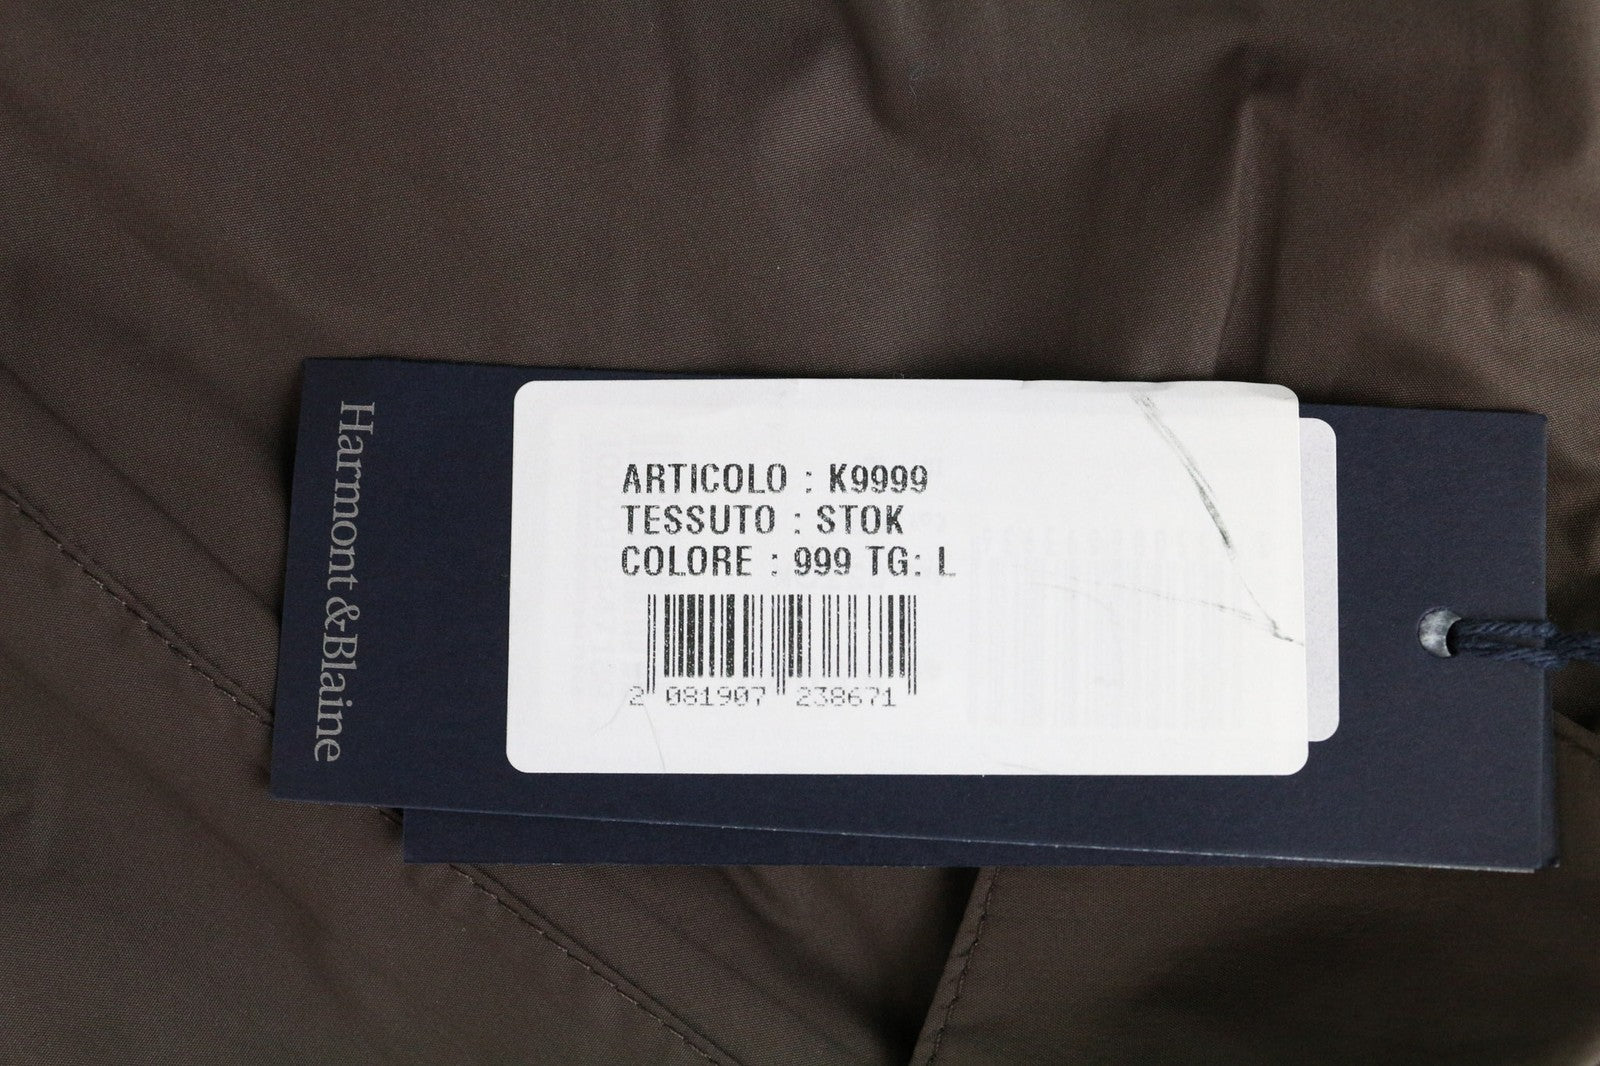 Harmont &Blaine
ARTICOLO : K9999
TESSUTO : STOK
COLORE : 999 TG: L
2 081907 238671